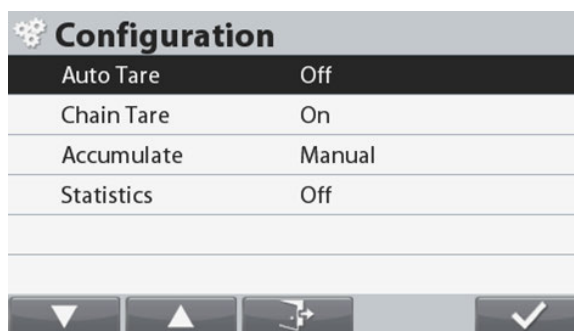 Configuration
Auto Tare Off
Chain Tare On
Accumulate Manual
Statistics Off